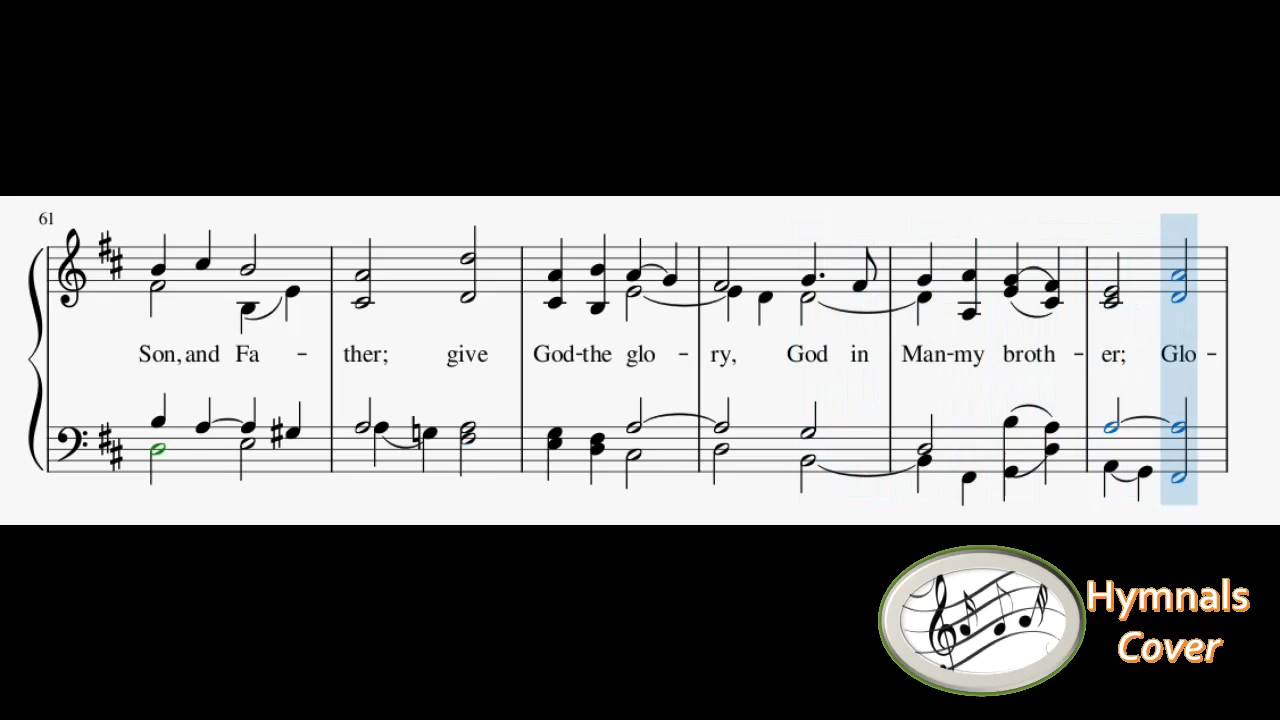 61
Son, and Fa - ther; give God-the glo - ry, God in Man-my broth - er; Glo -
Hymnals
Cover